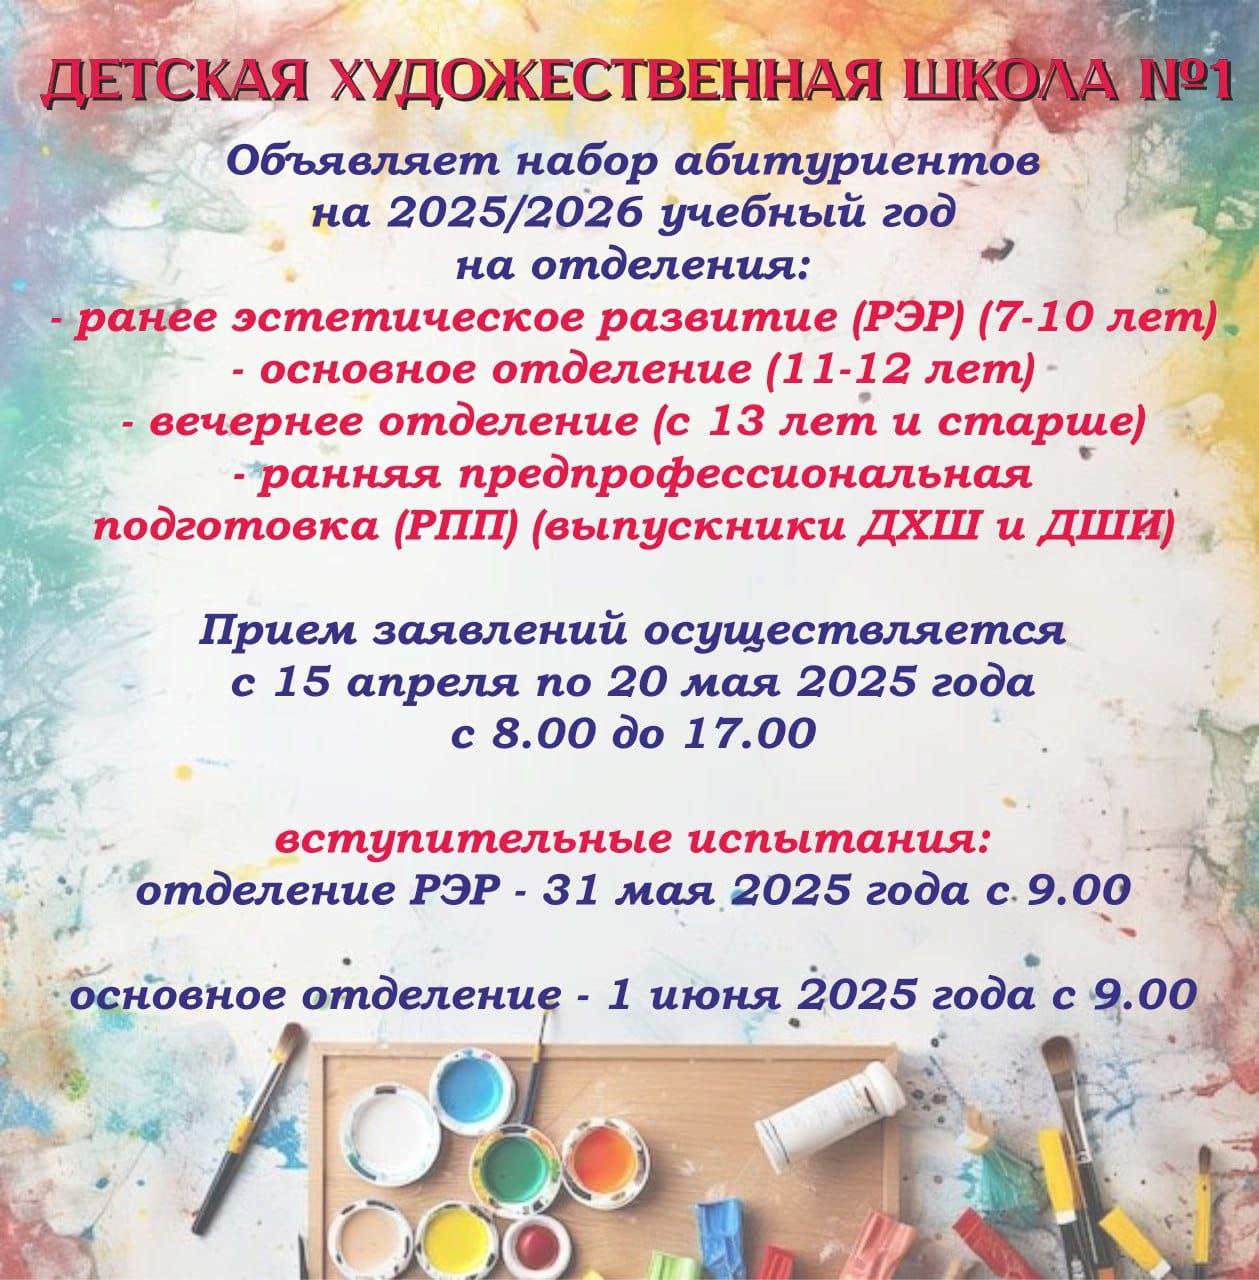 ДЕТСКАЯ ХУДОЖЕСТВЕННАЯ ШКОЛА №1
Объявляет набор абитуриентов
на 2025/2026 учебный год
на отделения:
- ранее эстетическое развитие (РЭР) (7-10 лет)
- основное отделение (11-12 лет)
- вечернее отделение (с 13 лет и старше)
- ранняя предпрофессиональная
подготовка (РПП) (выпускники ДХШ и ДШИ)
Прием заявлений осуществляется
с 15 апреля по 20 мая 2025 года
с 8.00 до 17.00
вступительные испытания:
отделение РЭР - 31 мая 2025 года с 9.00
основное отделение - 1 июня 2025 года с 9.00